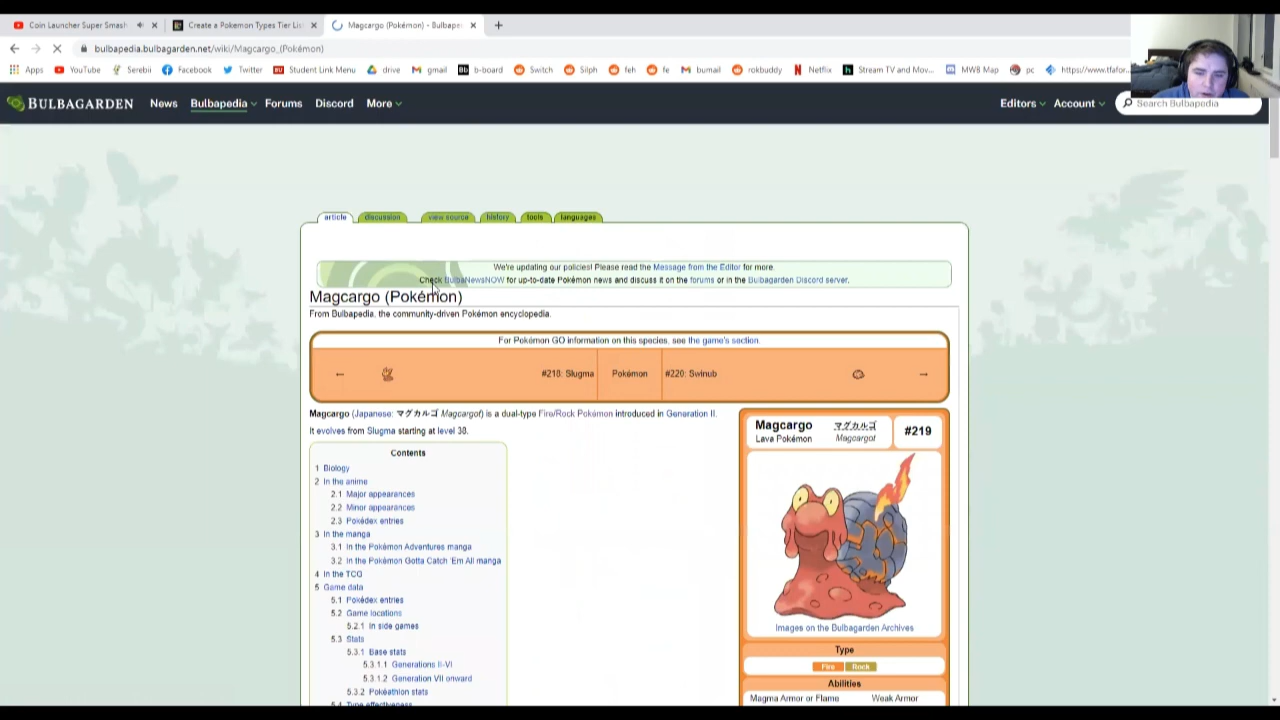 Coin Launcher Super Smash
Create a Pokemon Types Tier Lis
Magcargo (Pokémon) - Bulbape
bulbapedia.bulbagarden.net/wiki/Magcargo_(Pokémon)
Apps YouTube Serebii Facebook Twitter Student Link Menu drive gmail b-board Switch Silph feh fe bumail rokbuddy Netflix Stream TV and Mov... MWB Map pc https://www.tfafor...
BULBAGARDEN News Bulbapedia Forums Discord More Editors Account Search Bulbapedia
article discussion view source history tools languages
We're updating our policies! Please read the Message from the Editor for more
Check BulbaNewsNOW for up-to-date Pokémon news and discuss it on the forums or in the Bulbagarden Discord server.
Magcargo (Pokémon)
From Bulbapedia, the community-driven Pokémon encyclopedia.
For Pokémon GO information on this species, see the game's section.
← #218: Slugma Pokémon #220: Swinub →
Magcargo (Japanese: マグカルゴ Magcargot) is a dual-type Fire/Rock Pokémon introduced in Generation II.
It evolves from Slugma starting at level 38.
Contents
1 Biology
2 In the anime
2.1 Major appearances
2.2 Minor appearances
2.3 Pokédex entries
3 In the manga
3.1 In the Pokémon Adventures manga
3.2 In the Pokémon Gotta Catch 'Em All manga
4 In the TCG
5 Game data
5.1 Pokédex entries
5.2 Game locations
5.2.1 In side games
5.3 Stats
5.3.1 Base stats
5.3.1.1 Generations II-VI
5.3.1.2 Generation VII onward
5.3.2 Pokéathlon stats
5.4 Type effectiveness
Magcargo マグカルゴ #219
Lava Pokémon Magcargot
Images on the Bulbagarden Archives
Type
Fire Rock
Abilities
Magma Armor or Flame Weak Armor